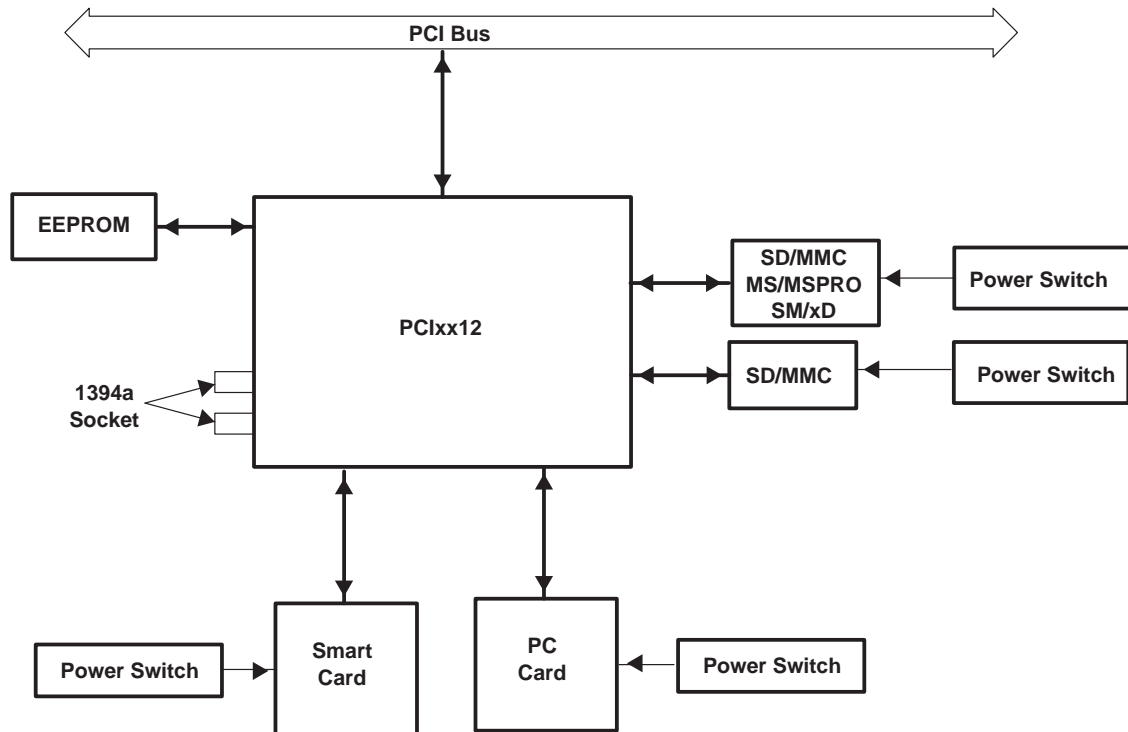 PCI Bus
EEPROM
SD/MMC
MS/MSPRO
SM/xD
Power Switch
PCIxx12
SD/MMC
Power Switch
1394a
Socket
Smart
Card
PC
Card
Power Switch
Power Switch